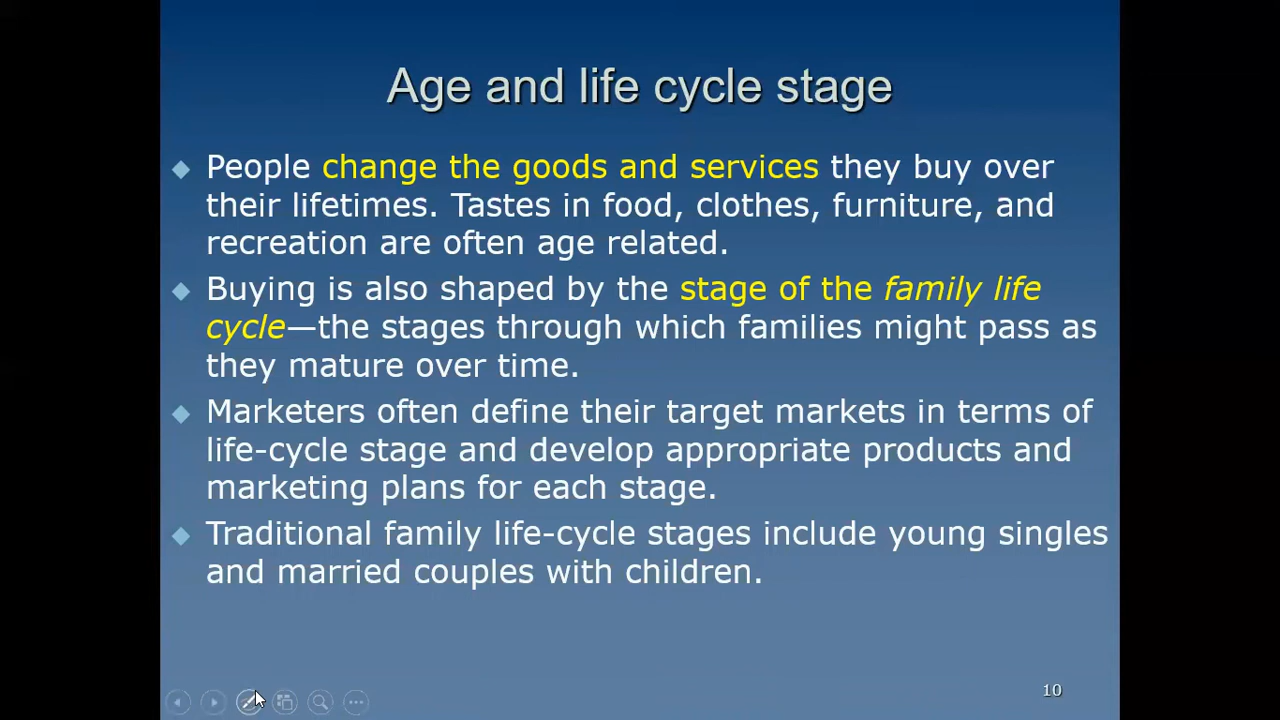 Age and life cycle stage
People change the goods and services they buy over
their lifetimes. Tastes in food, clothes, furniture, and
recreation are often age related.
Buying is also shaped by the stage of the family life
cycle—the stages through which families might pass as
they mature over time.
Marketers often define their target markets in terms of
life-cycle stage and develop appropriate products and
marketing plans for each stage.
Traditional family life-cycle stages include young singles
and married couples with children.
10